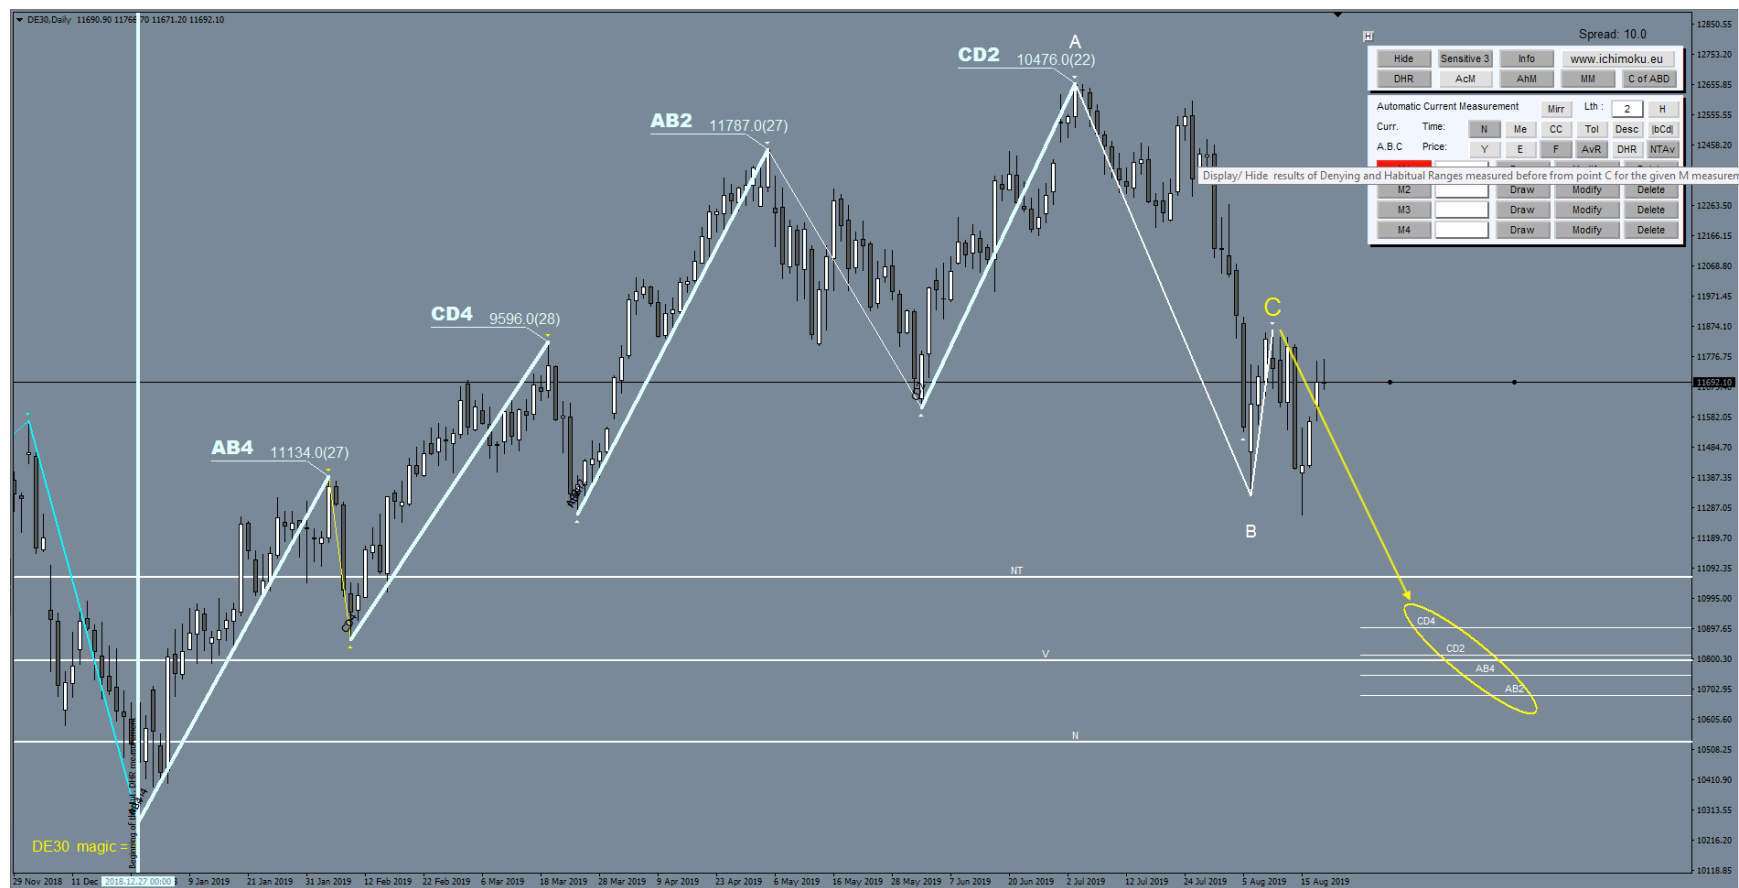 DE30,Daily 11690.90 11766.70 11671.20 11692.10
Spread: 10.0
Hide Sensitive 3 Info www.ichimoku.eu
DHR AcM AhM MM C of ABD
Automatic Current Measurement Mirr Lth : 2 H
Curr. Time: N Me CC Tol Desc |bCd|
A.B.C Price: Y E F AvR DHR NTAv
Display/ Hide results of Denying and Habitual Ranges measured before from point C for the given M measurem
M2 Draw Modify Delete
M3 Draw Modify Delete
M4 Draw Modify Delete
A
CD2 10476.0(22)
AB2 11787.0(27)
CD4 9596.0(28)
AB4 11134.0(27)
C
B
NT
V
N
CD4
CD2
AB4
AB2
DE30 magic =
Beginning of the
DHR measurement
12850.55
12753.20
12655.85
12555.55
12458.20
12263.50
12166.15
12068.80
11971.45
11874.10
11776.75
11692.10
11582.05
11484.70
11387.35
11287.05
11189.70
11092.35
10995.00
10897.65
10800.30
10702.95
10605.60
10508.25
10410.90
10313.55
10216.20
10118.85
29 Nov 2018 11 Dec 2018.12.27 00:00 9 Jan 2019 21 Jan 2019 31 Jan 2019 12 Feb 2019 22 Feb 2019 6 Mar 2019 18 Mar 2019 28 Mar 2019 9 Apr 2019 23 Apr 2019 6 May 2019 16 May 2019 28 May 2019 7 Jun 2019 20 Jun 2019 2 Jul 2019 12 Jul 2019 24 Jul 2019 5 Aug 2019 15 Aug 2019